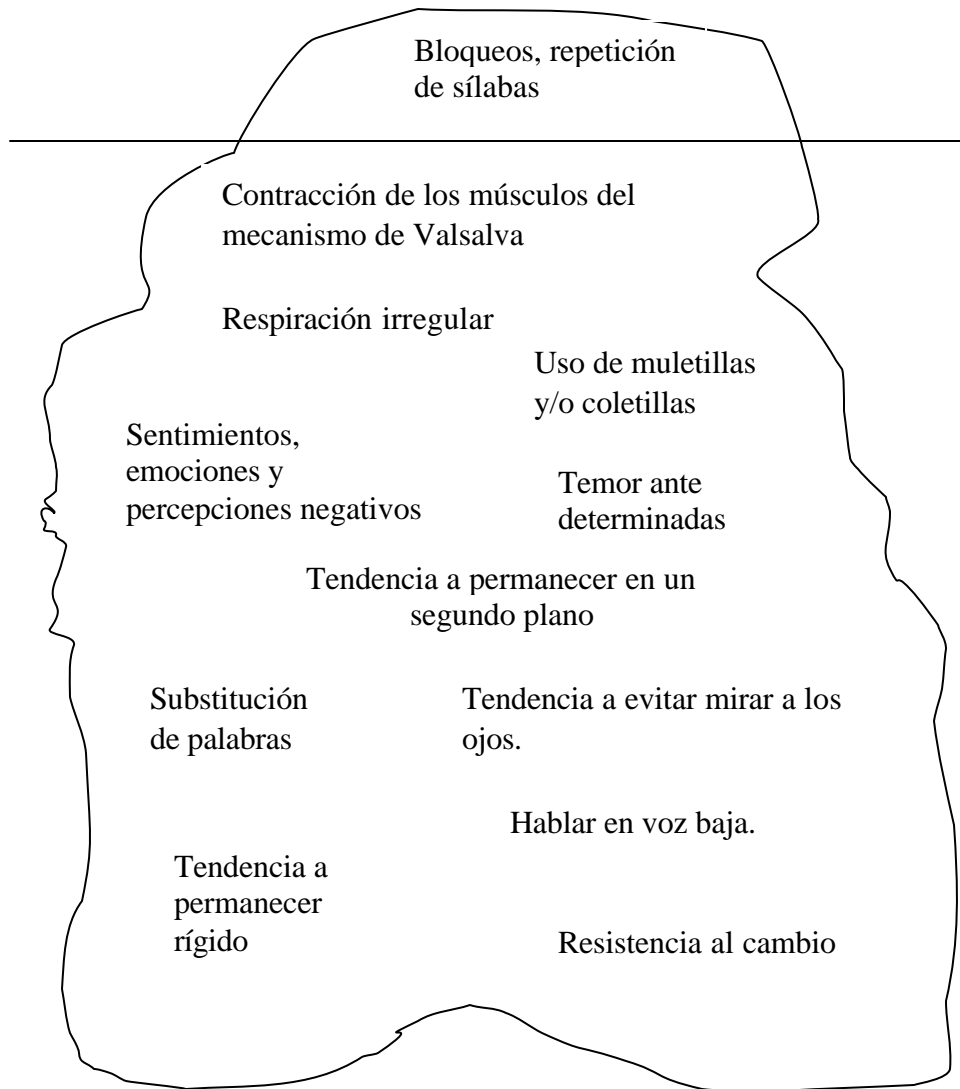 Bloqueos, repetición
de sílabas
Contracción de los músculos del
mecanismo de Valsalva
Respiración irregular
Uso de muletillas
y/o coletillas
Sentimientos,
emociones y
percepciones negativos
Temor ante
determinadas
Tendencia a permanecer en un
segundo plano
Substitución
de palabras
Tendencia a evitar mirar a los
ojos.
Hablar en voz baja.
Tendencia a
permanecer
rígido
Resistencia al cambio